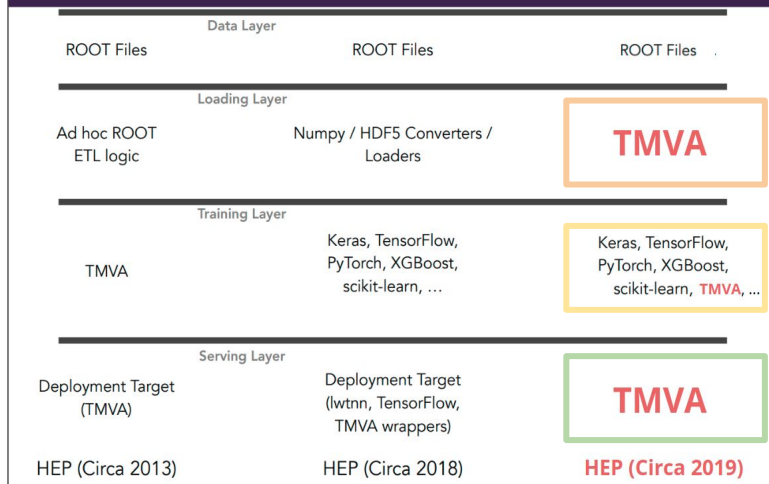 Data Layer
ROOT Files
ROOT Files
ROOT Files .
Loading Layer
Ad hoc ROOT
ETL logic
Numpy / HDF5 Converters /
Loaders
TMVA
Training Layer
TMVA
Keras, TensorFlow,
PyTorch, XGBoost,
scikit-learn, ...
Keras, TensorFlow,
PyTorch, XGBoost,
scikit-learn, TMVA, ...
Serving Layer
Deployment Target
(TMVA)
Deployment Target
(lwtnn, TensorFlow,
TMVA wrappers)
TMVA
HEP (Circa 2013)
HEP (Circa 2018)
HEP (Circa 2019)